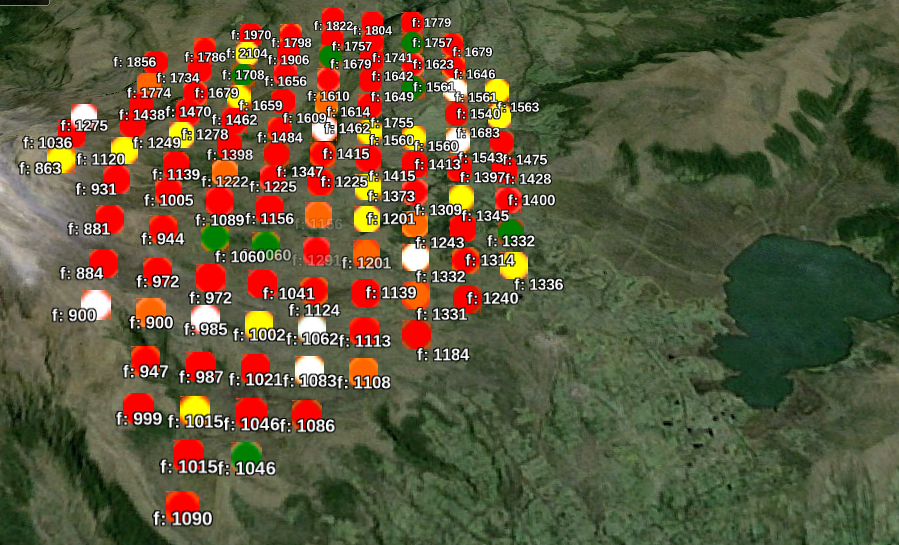 f: 1822
f: 1779
f: 1804
f: 1970
f: 1798
f: 1757
f: 1757
f: 2104
f: 1679
f: 1786
f: 1906
f: 1679
f: 1741
f: 1623
f: 1856
f: 1734
f: 1708
f: 1656
f: 1642
f: 1646
f: 1774
f: 1679
f: 1610
f: 1649
f: 1561
f: 1561
f: 1563
f: 1438
f: 1470
f: 1659
f: 1614
f: 1540
f: 1275
f: 1462
f: 1609
f: 1462
f: 1755
f: 1683
f: 1036
f: 1249
f: 1278
f: 1484
f: 1560
f: 1560
f: 863
f: 1120
f: 1398
f: 1415
f: 1413
f: 1543
f: 1475
f: 931
f: 1139
f: 1222
f: 1347
f: 1225
f: 1225
f: 1415
f: 1397
f: 1428
f: 1005
f: 1373
f: 1400
f: 881
f: 944
f: 1089
f: 1156
f: 1156
f: 1201
f: 1309
f: 1345
f: 1332
f: 884
f: 972
f: 1060
060
f: 1291
f: 1201
f: 1243
f: 1314
f: 1332
f: 1336
f: 900
f: 900
f: 972
f: 1041
f: 1124
f: 1139
f: 1331
f: 1240
f: 985
f: 1002
f: 1062
f: 1113
f: 1184
f: 947
f: 987
f: 1021
f: 1083
f: 1108
f: 999
f: 1015
f: 1046
f: 1086
f: 1015
f: 1046
f: 1090